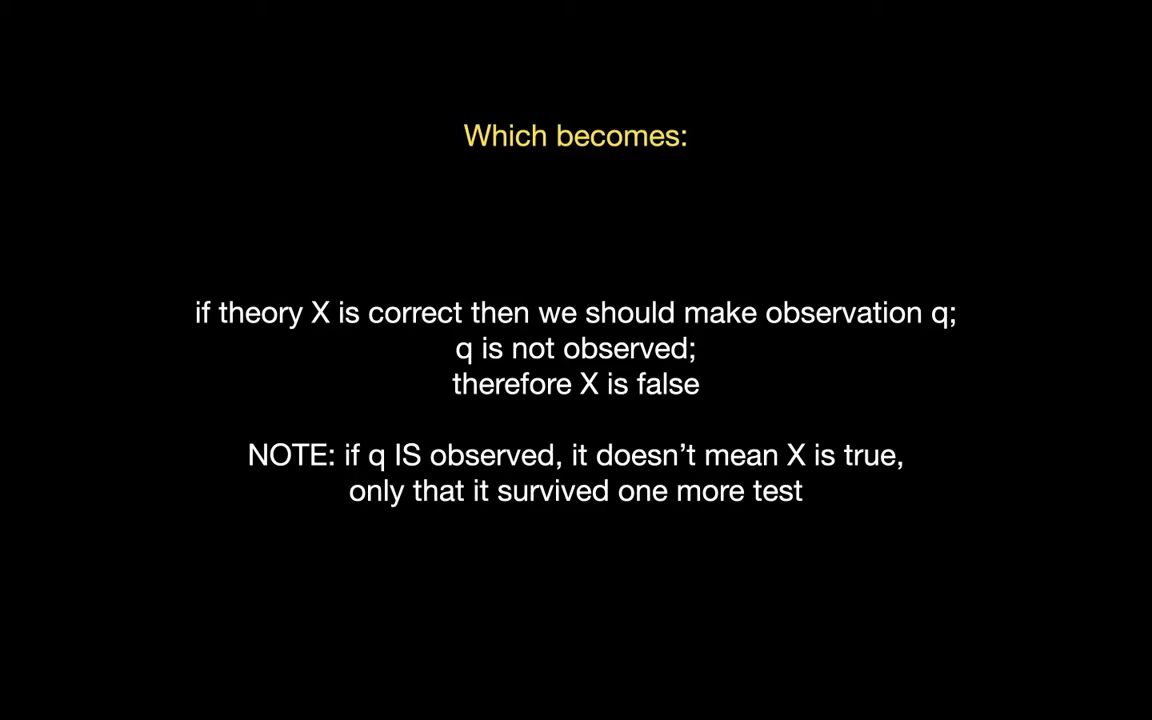 Which becomes:
if theory X is correct then we should make observation q;
q is not observed;
therefore X is false
NOTE: if q IS observed, it doesn’t mean X is true,
only that it survived one more test